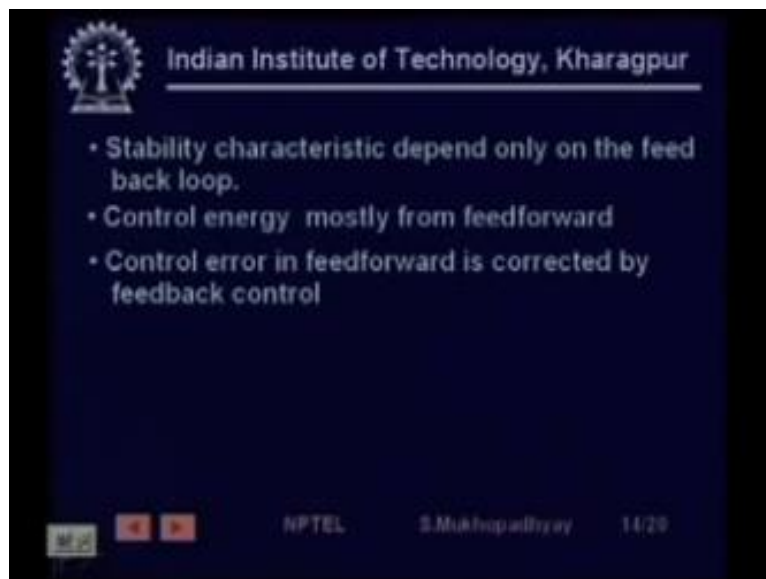 Indian Institute of Technology, Kharagpur
• Stability characteristic depend only on the feed
back loop.
• Control energy mostly from feedforward
• Control error in feedforward is corrected by
feedback control
NPTEL S.Mukhopadhyay 14/20